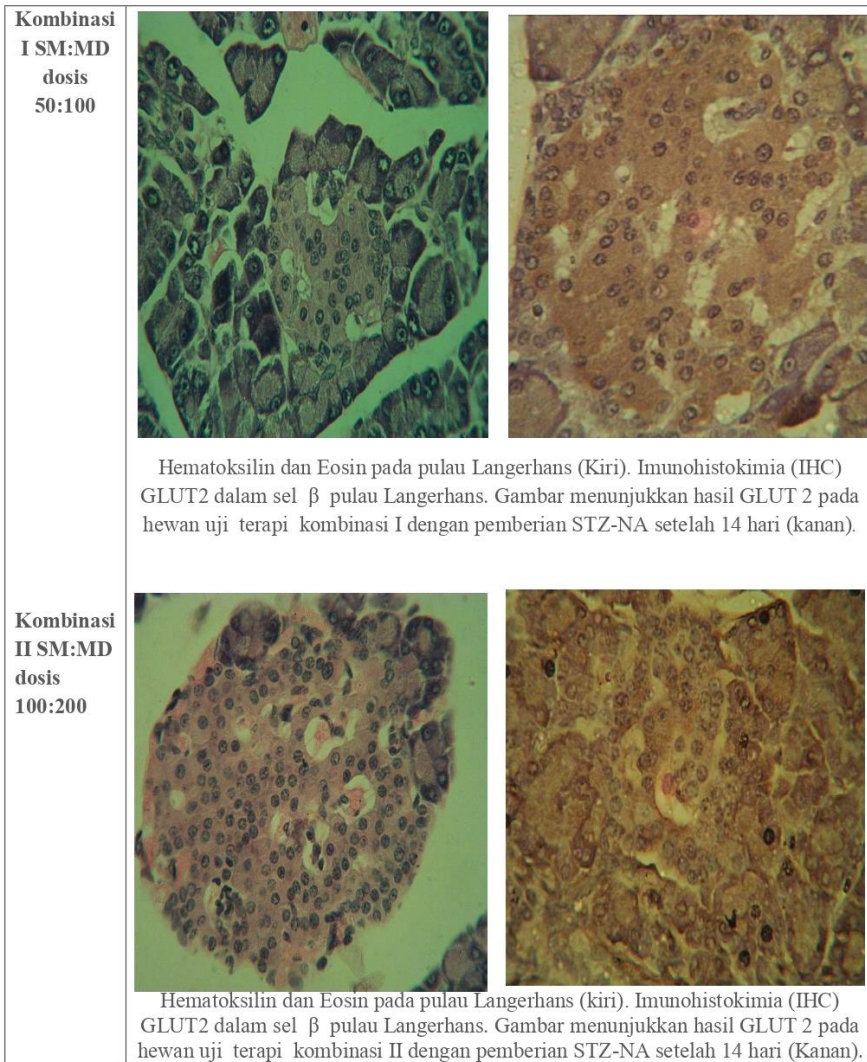 Kombinasi
I SM:MD
dosis
50:100
Hematoksilin dan Eosin pada pulau Langerhans (Kiri). Imunohistokimia (IHC)
GLUT2 dalam sel β pulau Langerhans. Gambar menunjukkan hasil GLUT 2 pada
hewan uji terapi kombinasi I dengan pemberian STZ-NA setelah 14 hari (kanan).
Kombinasi
II SM:MD
dosis
100:200
Hematoksilin dan Eosin pada pulau Langerhans (kiri). Imunohistokimia (IHC)
GLUT2 dalam sel β pulau Langerhans. Gambar menunjukkan hasil GLUT 2 pada
hewan uji terapi kombinasi II dengan pemberian STZ-NA setelah 14 hari (Kanan)